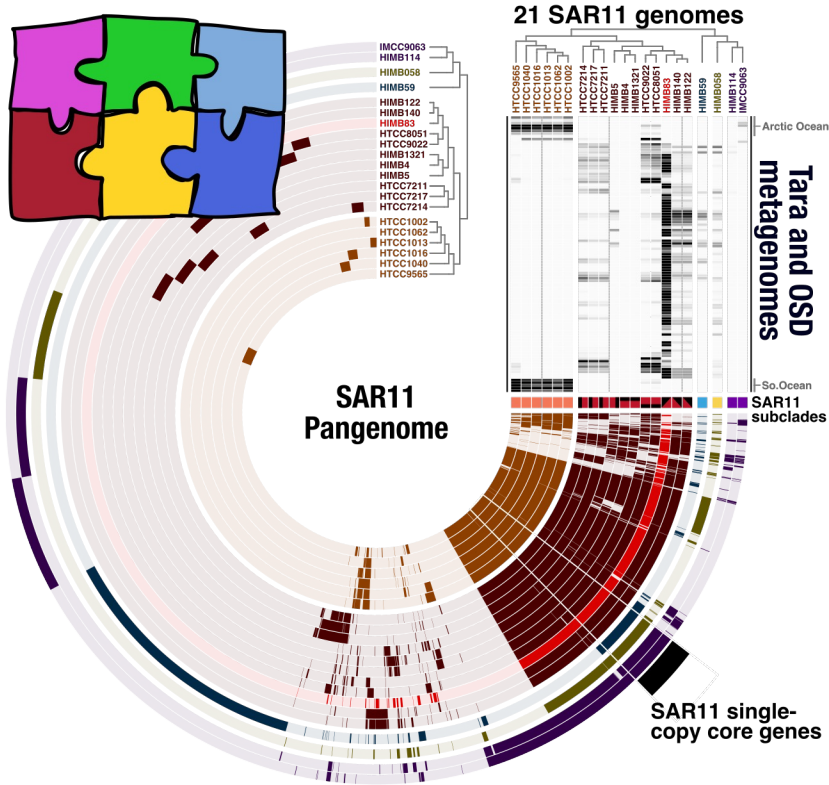 21 SAR11 genomes
IMCC9063
HIMB114
HIMB058
HIMB59
HIMB122
HIMB140
HIMB83
HTCC8051
HTCC9022
HIMB1321
HIMB4
HIMB5
HTCC7211
HTCC7217
HTCC7214
HTCC1002
HTCC1062
HTCC1013
HTCC1016
HTCC1040
HTCC9565
HTCC9565
HTCC1040
HTCC1016
HTCC1013
HTCC1062
HTCC1002
HTCC7214
HTCC7217
HTCC7211
HIMB5
HIMB4
HIMB1321
HTCC9022
HTCC8051
HIMB83
HIMB140
HIMB122
HIMB59
HIMB058
HIMB114
IMCC9063
Arctic Ocean
Tara and OSD
metagenomes
So.Ocean
SAR11
subclades
SAR11
Pangenome
SAR11 single-
copy core genes